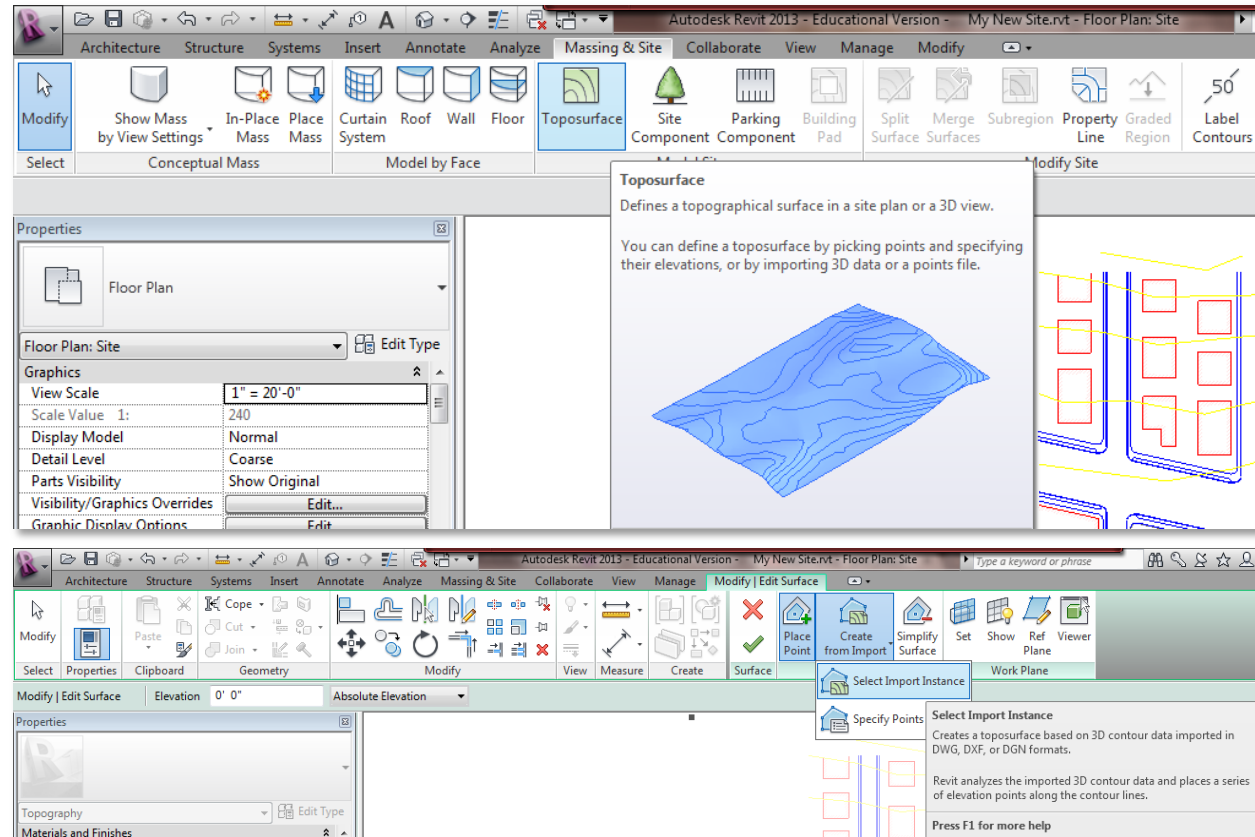 Autodesk Revit 2013 - Educational Version - My New Site.rvt - Floor Plan: Site
Architecture Structure Systems Insert Annotate Analyze Massing & Site Collaborate View Manage Modify
Modify
Show Mass
by View Settings
In-Place
Mass
Place
Mass
Curtain
System
Roof
Wall
Floor
Toposurface
Site
Component
Parking
Component
Building
Pad
Split
Surface
Merge
Surfaces
Subregion
Property
Line
Graded
Region
50
Label
Contours
Select Conceptual Mass Model by Face Modify Site
Toposurface
Defines a topographical surface in a site plan or a 3D view.
You can define a toposurface by picking points and specifying
their elevations, or by importing 3D data or a points file.
Properties
Floor Plan
Floor Plan: Site Edit Type
Graphics
View Scale 1" = 20'-0"
Scale Value 1: 240
Display Model Normal
Detail Level Coarse
Parts Visibility Show Original
Visibility/Graphics Overrides Edit...
Graphic Display Options Edit
Autodesk Revit 2013 - Educational Version - My New Site.rvt - Floor Plan: Site Type a keyword or phrase
Architecture Structure Systems Insert Annotate Analyze Massing & Site Collaborate View Manage Modify | Edit Surface
Modify
Paste
Cope
Cut
Join
Place
Point
Create
from Import
Simplify
Surface
Set
Show
Ref
Plane
Viewer
Select Properties Clipboard Geometry Modify View Measure Create Surface Work Plane
Modify | Edit Surface Elevation 0' 0" Absolute Elevation
Select Import Instance
Specify Points
Select Import Instance
Creates a toposurface based on 3D contour data imported in
DWG, DXF, or DGN formats.
Revit analyzes the imported 3D contour data and places a series
of elevation points along the contour lines.
Press F1 for more help
Properties
Topography Edit Type
Materials and Finishes